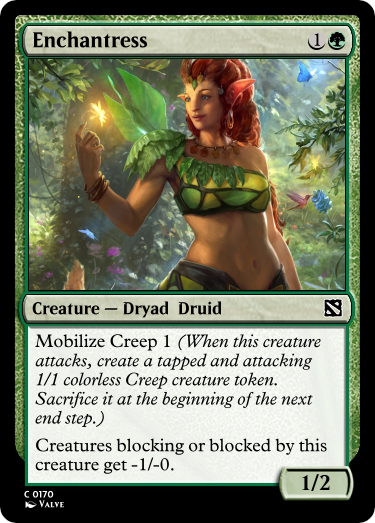 Enchantress 1
Creature — Dryad Druid
Mobilize Creep 1 (When this creature
attacks, create a tapped and attacking
1/1 colorless Creep creature token.
Sacrifice it at the beginning of the next
end step.)
Creatures blocking or blocked by this
creature get -1/-0.
1/2
C 0170
Valve